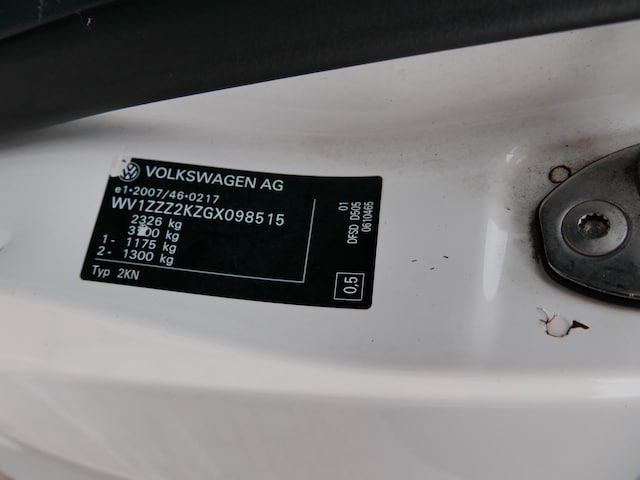 VOLKSWAGEN AG
e1*2007/46*0217
WV1ZZZ2KZGX098515
2326 kg
kg
1- 1175 kg
2- 1300 kg
Typ 2KN
01
DFSD D505
0610465
0,5